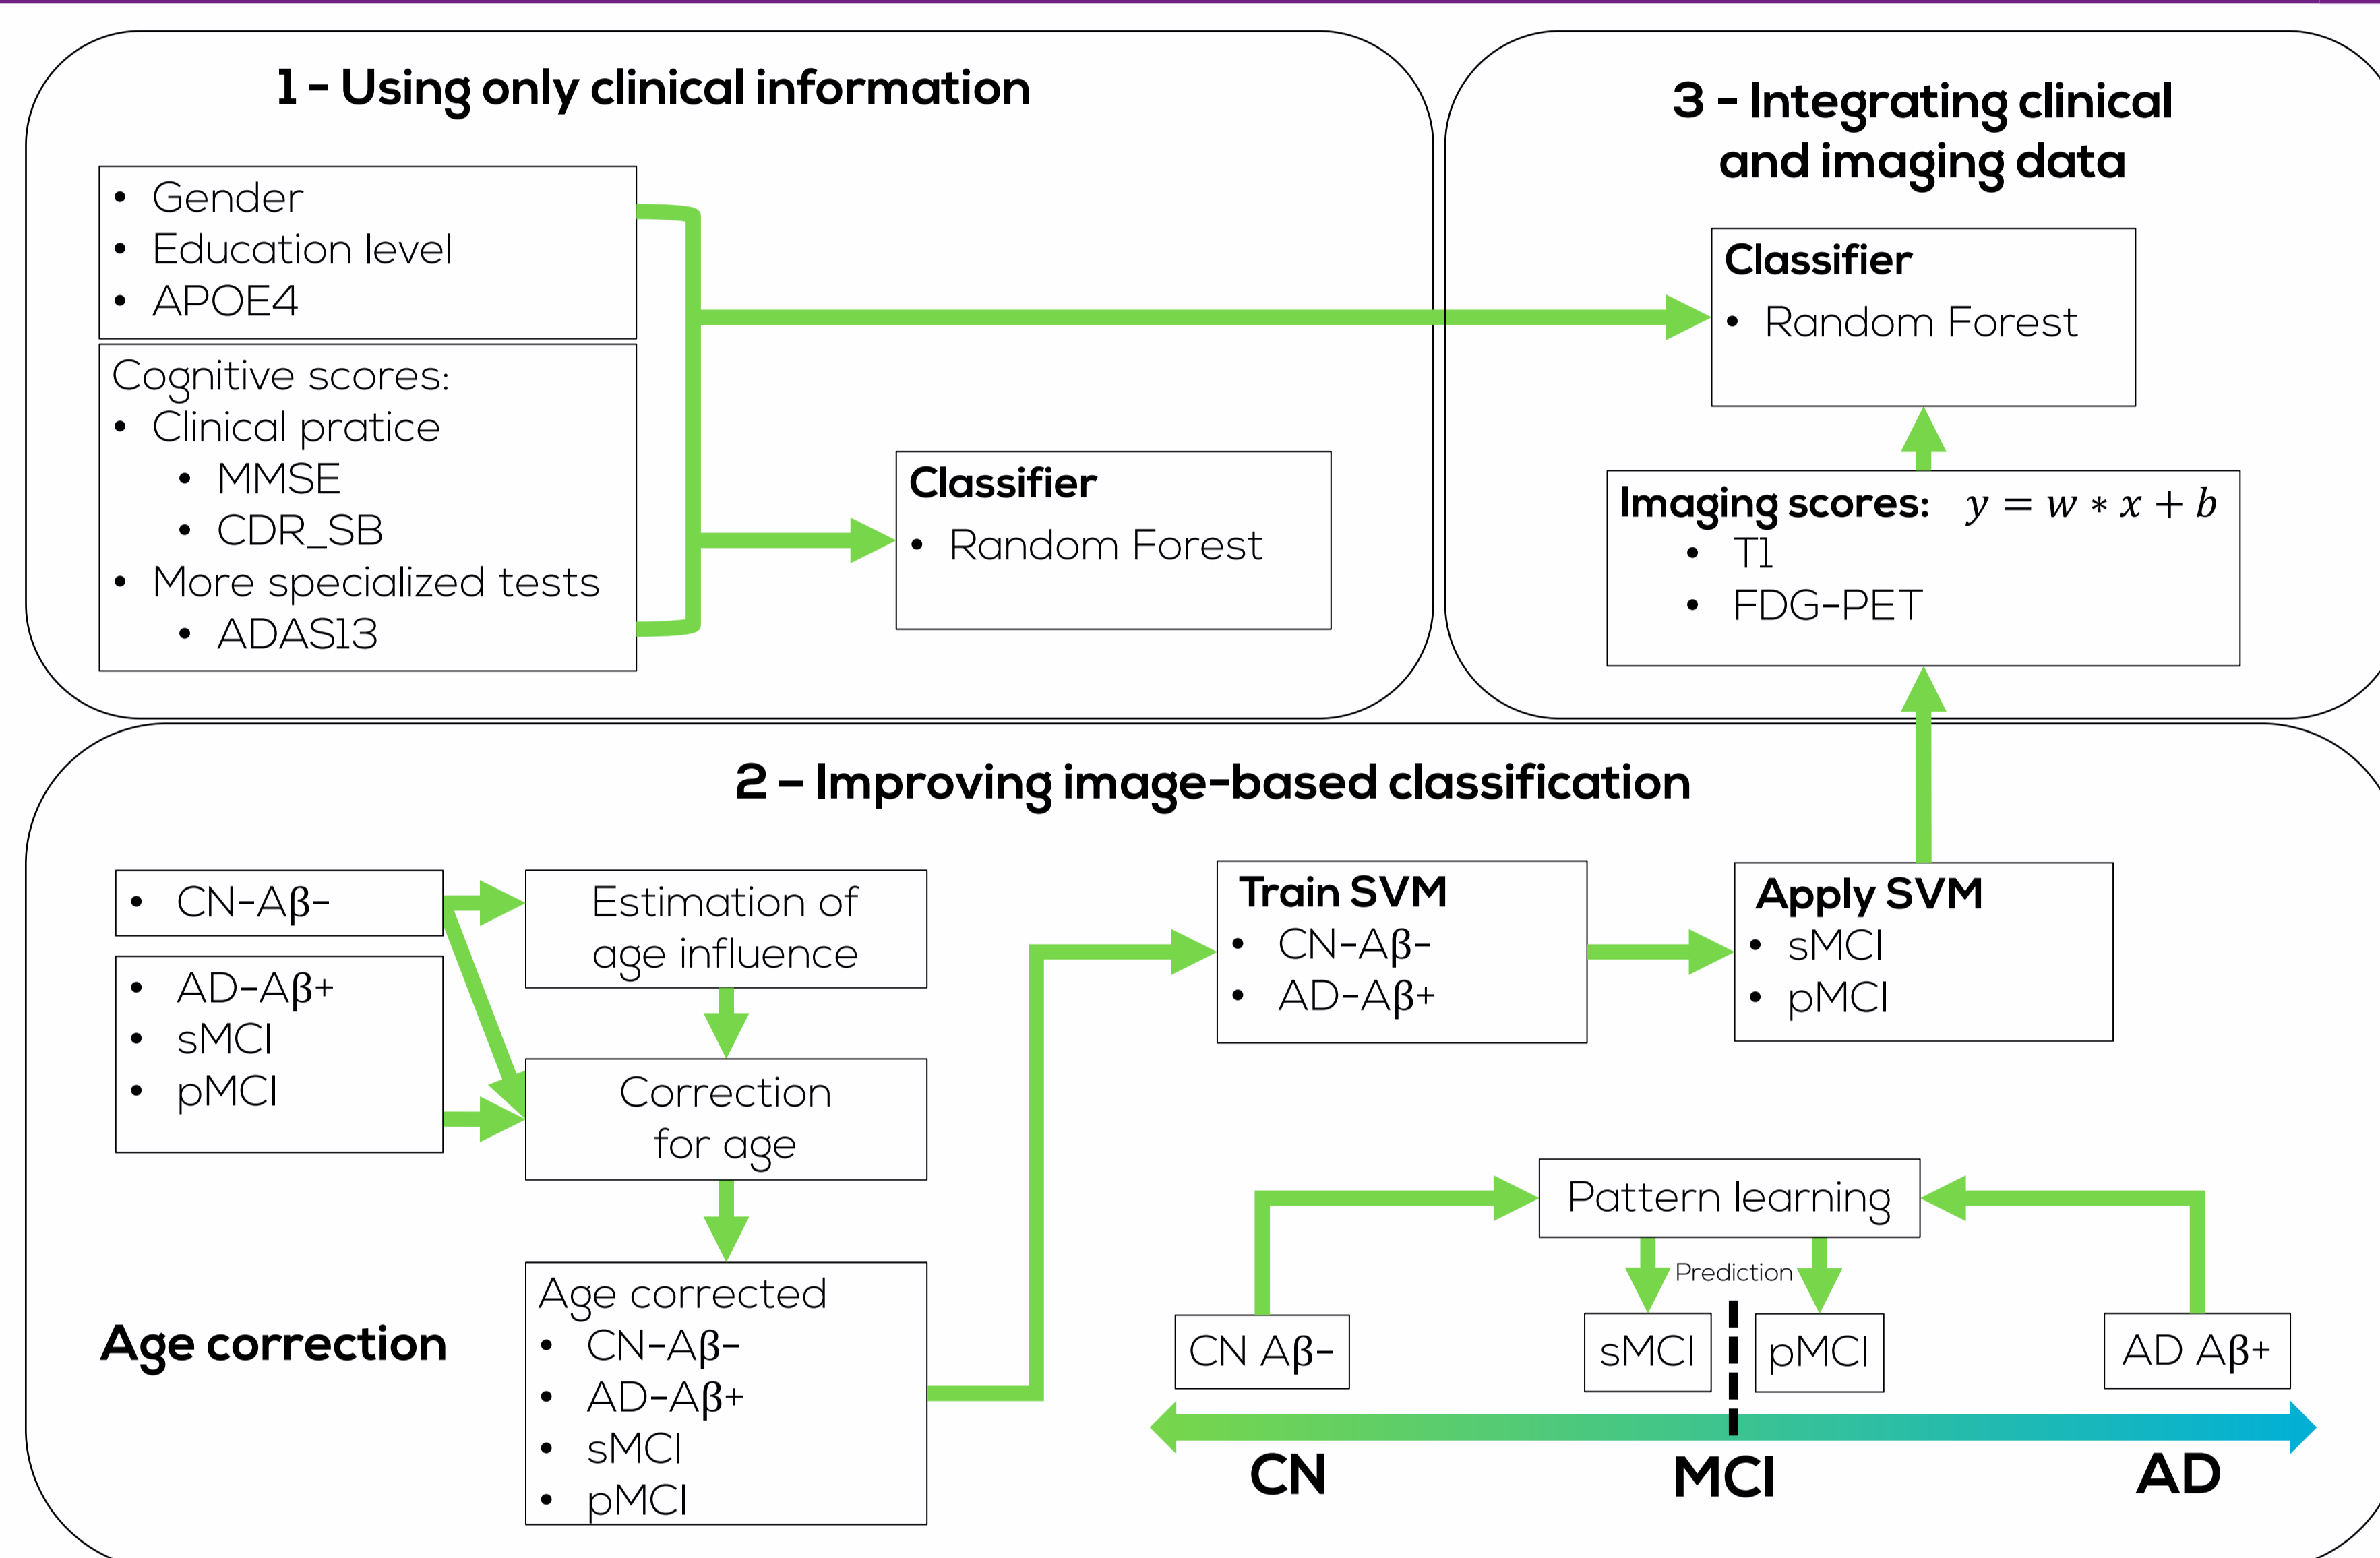 1 - Using only clinical information
• Gender
• Education level
• APOE4
Cognitive scores:
• Clinical pratice
• MMSE
• CDR_SB
• More specialized tests
• ADAS13
Classifier
• Random Forest
3 - Integrating clinical
and imaging data
Classifier
• Random Forest
Imaging scores: y = w * x + b
• T1
• FDG-PET
2 - Improving image-based classification
• CN-Aβ-
• AD-Aβ+
• sMCI
• pMCI
Estimation of
age influence
Correction
for age
Age corrected
• CN-Aβ-
• AD-Aβ+
• sMCI
• pMCI
Age correction
Train SVM
• CN-Aβ-
• AD-Aβ+
Apply SVM
• sMCI
• pMCI
Pattern learning
Prediction
CN Aβ-
sMCI
pMCI
AD Aβ+
CN
MCI
AD